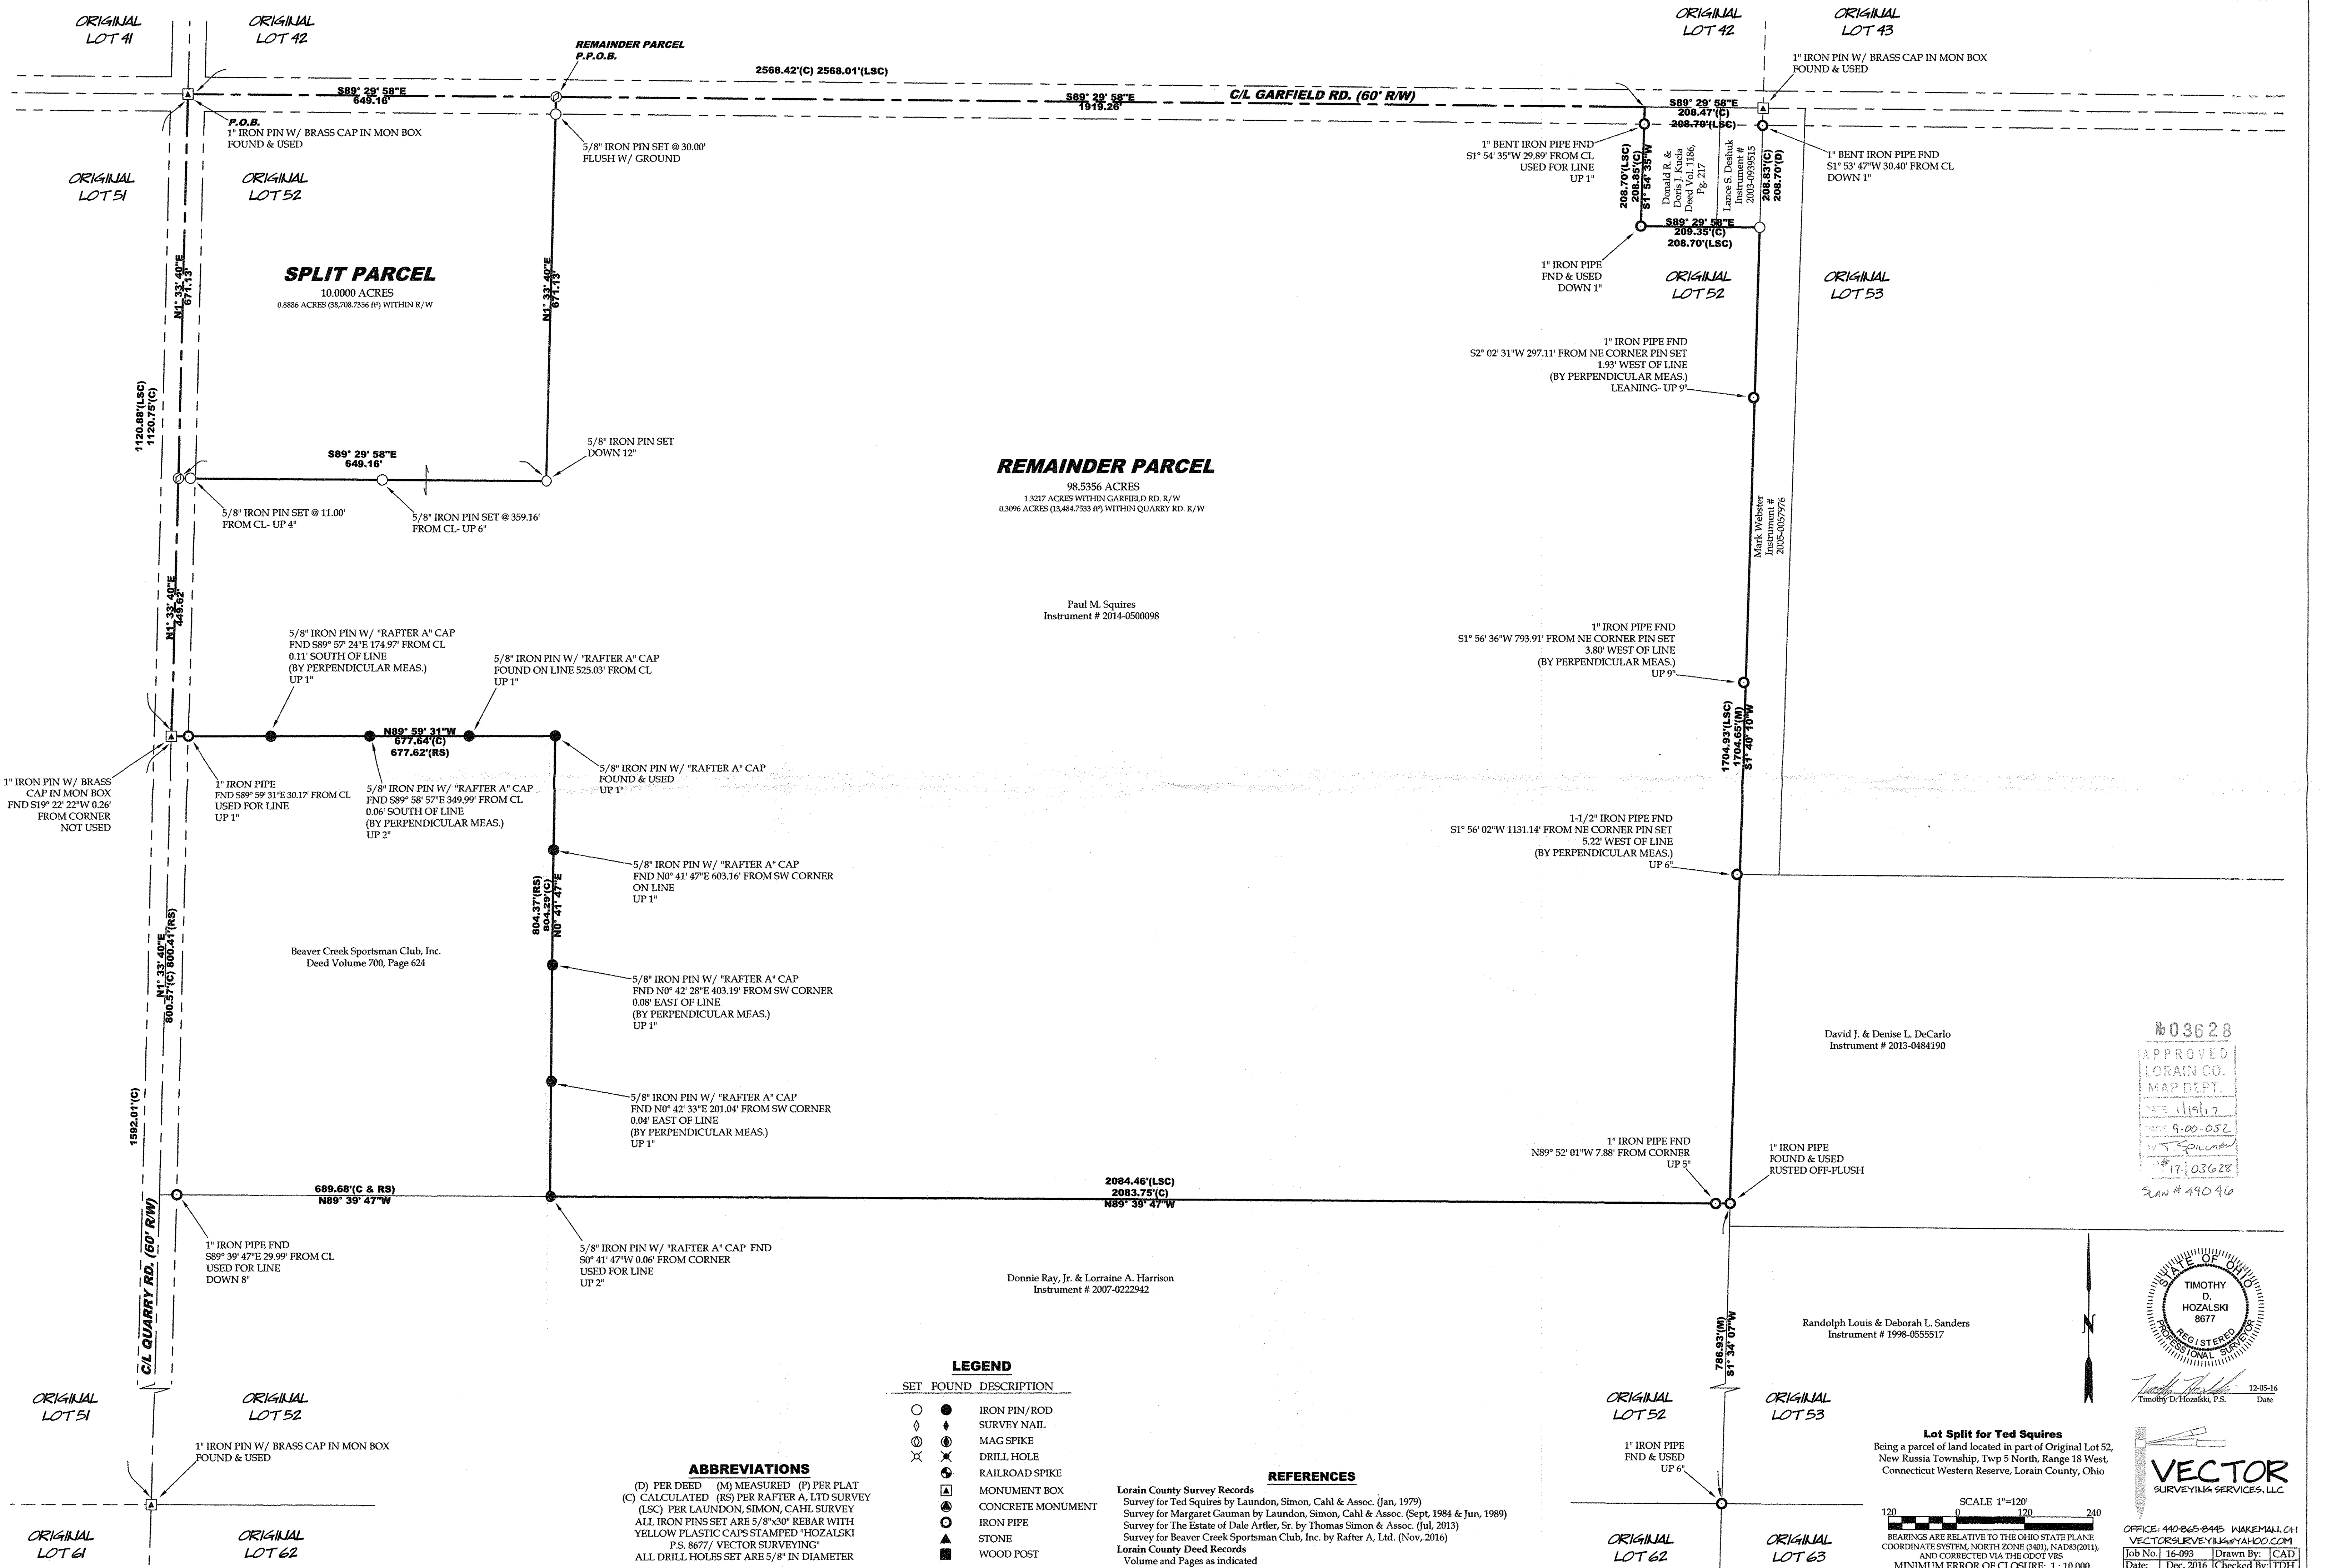 ORIGINAL
LOT 41
ORIGINAL
LOT 42
REMAINDER PARCEL
P.P.O.B.
2568.42'(C) 2568.01'(LSC)
ORIGINAL
LOT 42
ORIGINAL
LOT 43
1" IRON PIN W/ BRASS CAP IN MON BOX
FOUND & USED
S89° 29' 58"E
649.16'
S89° 29' 58"E
1919.26'
C/L GARFIELD RD. (60' R/W)
S89° 29' 58"E
208.47'(C)
208.70'(LSC)
P.O.B.
1" IRON PIN W/ BRASS CAP IN MON BOX
FOUND & USED
5/8" IRON PIN SET @ 30.00'
FLUSH W/ GROUND
1" BENT IRON PIPE FND
S1° 54' 35"W 29.89' FROM CL
USED FOR LINE
UP 1"
208.70'(LSC)
208.85'(C)
S1° 54' 35"W
Donald R. &
Doris J. Kucia
Deed Vol. 1186,
Pg. 217
Lance S. Deshuk
Instrument #
2003-0939515
208.83'(C)
208.70'(D)
1" BENT IRON PIPE FND
S1° 53' 47"W 30.40' FROM CL
DOWN 1"
ORIGINAL
LOT 51
ORIGINAL
LOT 52
S89° 29' 58"E
209.35'(C)
208.70'(LSC)
1" IRON PIPE
FND & USED
DOWN 1"
ORIGINAL
LOT 52
ORIGINAL
LOT 53
N1° 33' 40"E
671.13'
SPLIT PARCEL
10.0000 ACRES
0.8886 ACRES (38,708.7356 ft²) WITHIN R/W
N1° 33' 40"E
671.13'
1" IRON PIPE FND
S2° 02' 31"W 297.11' FROM NE CORNER PIN SET
1.93' WEST OF LINE
(BY PERPENDICULAR MEAS.)
LEANING- UP 9"
1120.88'(LSC)
1120.75'(C)
S89° 29' 58"E
649.16'
5/8" IRON PIN SET
DOWN 12"
5/8" IRON PIN SET @ 11.00'
FROM CL- UP 4"
5/8" IRON PIN SET @ 359.16'
FROM CL- UP 6"
REMAINDER PARCEL
98.5356 ACRES
1.3217 ACRES WITHIN GARFIELD RD. R/W
0.3096 ACRES (13,484.7533 ft²) WITHIN QUARRY RD. R/W
Mark Webster
Instrument #
2005-0057976
Paul M. Squires
Instrument # 2014-0500098
N1° 33' 40"E
449.62'
5/8" IRON PIN W/ "RAFTER A" CAP
FND S89° 57' 24"E 174.97' FROM CL
0.11' SOUTH OF LINE
(BY PERPENDICULAR MEAS.)
UP 1"
5/8" IRON PIN W/ "RAFTER A" CAP
FOUND ON LINE 525.03' FROM CL
UP 1"
1" IRON PIPE FND
S1° 56' 36"W 793.91' FROM NE CORNER PIN SET
3.80' WEST OF LINE
(BY PERPENDICULAR MEAS.)
UP 9"
1704.93'(LSC)
1704.65'(M)
S1° 40' 10"W
N89° 59' 31"W
677.64'(C)
677.62'(RS)
1" IRON PIN W/ BRASS
CAP IN MON BOX
FND S19° 22' 22"W 0.26'
FROM CORNER
NOT USED
1" IRON PIPE
FND S89° 59' 31"E 30.17' FROM CL
USED FOR LINE
UP 1"
5/8" IRON PIN W/ "RAFTER A" CAP
FND S89° 58' 57"E 349.99' FROM CL
0.06' SOUTH OF LINE
(BY PERPENDICULAR MEAS.)
UP 2"
5/8" IRON PIN W/ "RAFTER A" CAP
FOUND & USED
UP 1"
1-1/2" IRON PIPE FND
S1° 56' 02"W 1131.14' FROM NE CORNER PIN SET
5.22' WEST OF LINE
(BY PERPENDICULAR MEAS.)
UP 6"
5/8" IRON PIN W/ "RAFTER A" CAP
FND N0° 41' 47"E 603.16' FROM SW CORNER
ON LINE
UP 1"
804.37'(RS)
804.29'(C)
N0° 41' 47"E
N1° 33' 40"E
800.57'(C) 800.41'(RS)
Beaver Creek Sportsman Club, Inc.
Deed Volume 700, Page 624
5/8" IRON PIN W/ "RAFTER A" CAP
FND N0° 42' 28"E 403.19' FROM SW CORNER
0.08' EAST OF LINE
(BY PERPENDICULAR MEAS.)
UP 1"
David J. & Denise L. DeCarlo
Instrument # 2013-0484190
No 03628
APPROVED
LORAIN CO.
MAP DEPT.
DATE 1/19/17
PAGE 9-00-052
BY T. Spillman
# 17-03628
SCAN # 49046
1592.01'(C)
5/8" IRON PIN W/ "RAFTER A" CAP
FND N0° 42' 33"E 201.04' FROM SW CORNER
0.04' EAST OF LINE
(BY PERPENDICULAR MEAS.)
UP 1"
1" IRON PIPE FND
N89° 52' 01"W 7.88' FROM CORNER
UP 5"
1" IRON PIPE
FOUND & USED
RUSTED OFF-FLUSH
689.68'(C & RS)
N89° 39' 47"W
2084.46'(LSC)
2083.75'(C)
N89° 39' 47"W
C/L QUARRY RD. (60' R/W)
1" IRON PIPE FND
S89° 39' 47"E 29.99' FROM CL
USED FOR LINE
DOWN 8"
5/8" IRON PIN W/ "RAFTER A" CAP FND
S0° 41' 47"W 0.06' FROM CORNER
USED FOR LINE
UP 2"
Donnie Ray, Jr. & Lorraine A. Harrison
Instrument # 2007-0222942
786.93'(M)
S1° 34' 07"W
Randolph Louis & Deborah L. Sanders
Instrument # 1998-0555517
N
STATE OF OHIO
TIMOTHY
D.
HOZALSKI
8677
REGISTERED
PROFESSIONAL SURVEYOR
12-05-16
Timothy D. Hozalski, P.S. Date
ORIGINAL
LOT 51
ORIGINAL
LOT 52
1" IRON PIN W/ BRASS CAP IN MON BOX
FOUND & USED
ORIGINAL
LOT 61
ORIGINAL
LOT 62
ABBREVIATIONS
(D) PER DEED (M) MEASURED (P) PER PLAT
(C) CALCULATED (RS) PER RAFTER A, LTD SURVEY
(LSC) PER LAUNDON, SIMON, CAHL SURVEY
ALL IRON PINS SET ARE 5/8"x30" REBAR WITH
YELLOW PLASTIC CAPS STAMPED "HOZALSKI
P.S. 8677/ VECTOR SURVEYING"
ALL DRILL HOLES SET ARE 5/8" IN DIAMETER
LEGEND
SET FOUND DESCRIPTION
IRON PIN/ROD
SURVEY NAIL
MAG SPIKE
DRILL HOLE
RAILROAD SPIKE
MONUMENT BOX
CONCRETE MONUMENT
IRON PIPE
STONE
WOOD POST
REFERENCES
Lorain County Survey Records
Survey for Ted Squires by Laundon, Simon, Cahl & Assoc. (Jan, 1979)
Survey for Margaret Gauman by Laundon, Simon, Cahl & Assoc. (Sept, 1984 & Jun, 1989)
Survey for The Estate of Dale Artler, Sr. by Thomas Simon & Assoc. (Jul, 2013)
Survey for Beaver Creek Sportsman Club, Inc. by Rafter A, Ltd. (Nov, 2016)
Lorain County Deed Records
Volume and Pages as indicated
ORIGINAL
LOT 52
ORIGINAL
LOT 53
1" IRON PIPE
FND & USED
UP 6"
ORIGINAL
LOT 62
ORIGINAL
LOT 63
Lot Split for Ted Squires
Being a parcel of land located in part of Original Lot 52,
New Russia Township, Twp 5 North, Range 18 West,
Connecticut Western Reserve, Lorain County, Ohio
SCALE 1"=120'
120 0 120 240
BEARINGS ARE RELATIVE TO THE OHIO STATE PLANE
COORDINATE SYSTEM, NORTH ZONE (3401), NAD83(2011),
AND CORRECTED VIA THE ODOT VRS
MINIMUM ERROR OF CLOSURE: 1 : 10,000
VECTOR
SURVEYING SERVICES, LLC
OFFICE: 440-865-8445 WAKEMAN, OH
VECTORSURVEYING@YAHOO.COM
Job No. 16-093 Drawn By: CAD
Date: Dec, 2016 Checked By: TDH